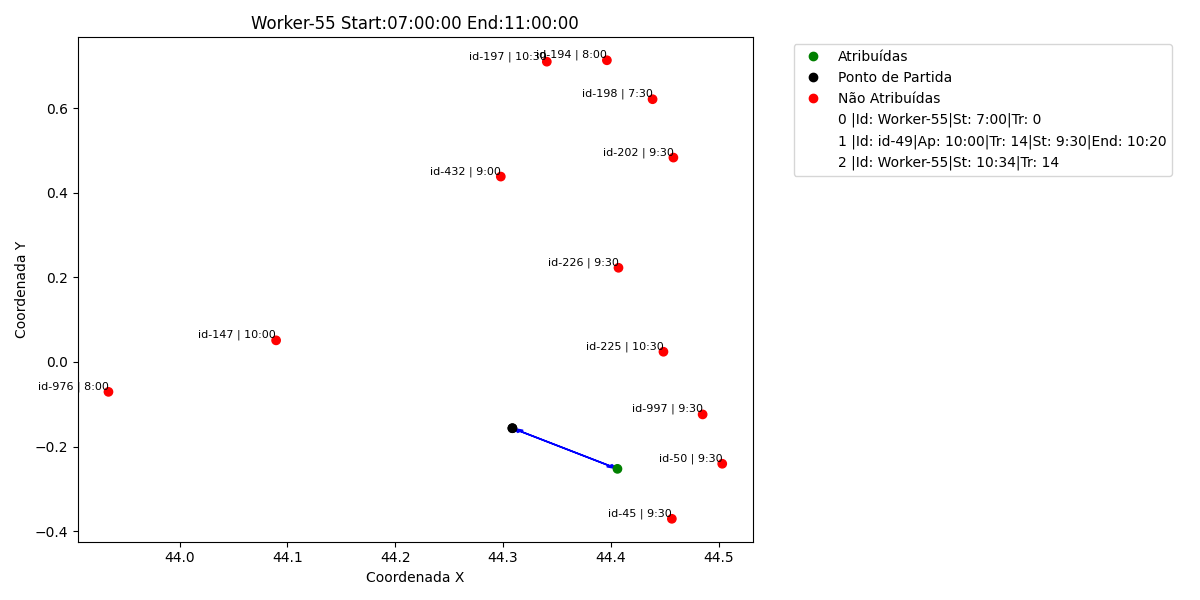 Worker-55 Start:07:00:00 End:11:00:00
id-197 | 10:30
id-194 | 8:00
id-198 | 7:30
id-202 | 9:30
id-432 | 9:00
id-226 | 9:30
id-147 | 10:00
id-225 | 10:30
id-976 | 8:00
id-997 | 9:30
id-50 | 9:30
id-45 | 9:30
0.6
0.4
0.2
0.0
−0.2
−0.4
Coordenada Y
44.0
44.1
44.2
44.3
44.4
44.5
Coordenada X
Atribuídas
Ponto de Partida
Não Atribuídas
0 |Id: Worker-55|St: 7:00|Tr: 0
1 |Id: id-49|Ap: 10:00|Tr: 14|St: 9:30|End: 10:20
2 |Id: Worker-55|St: 10:34|Tr: 14